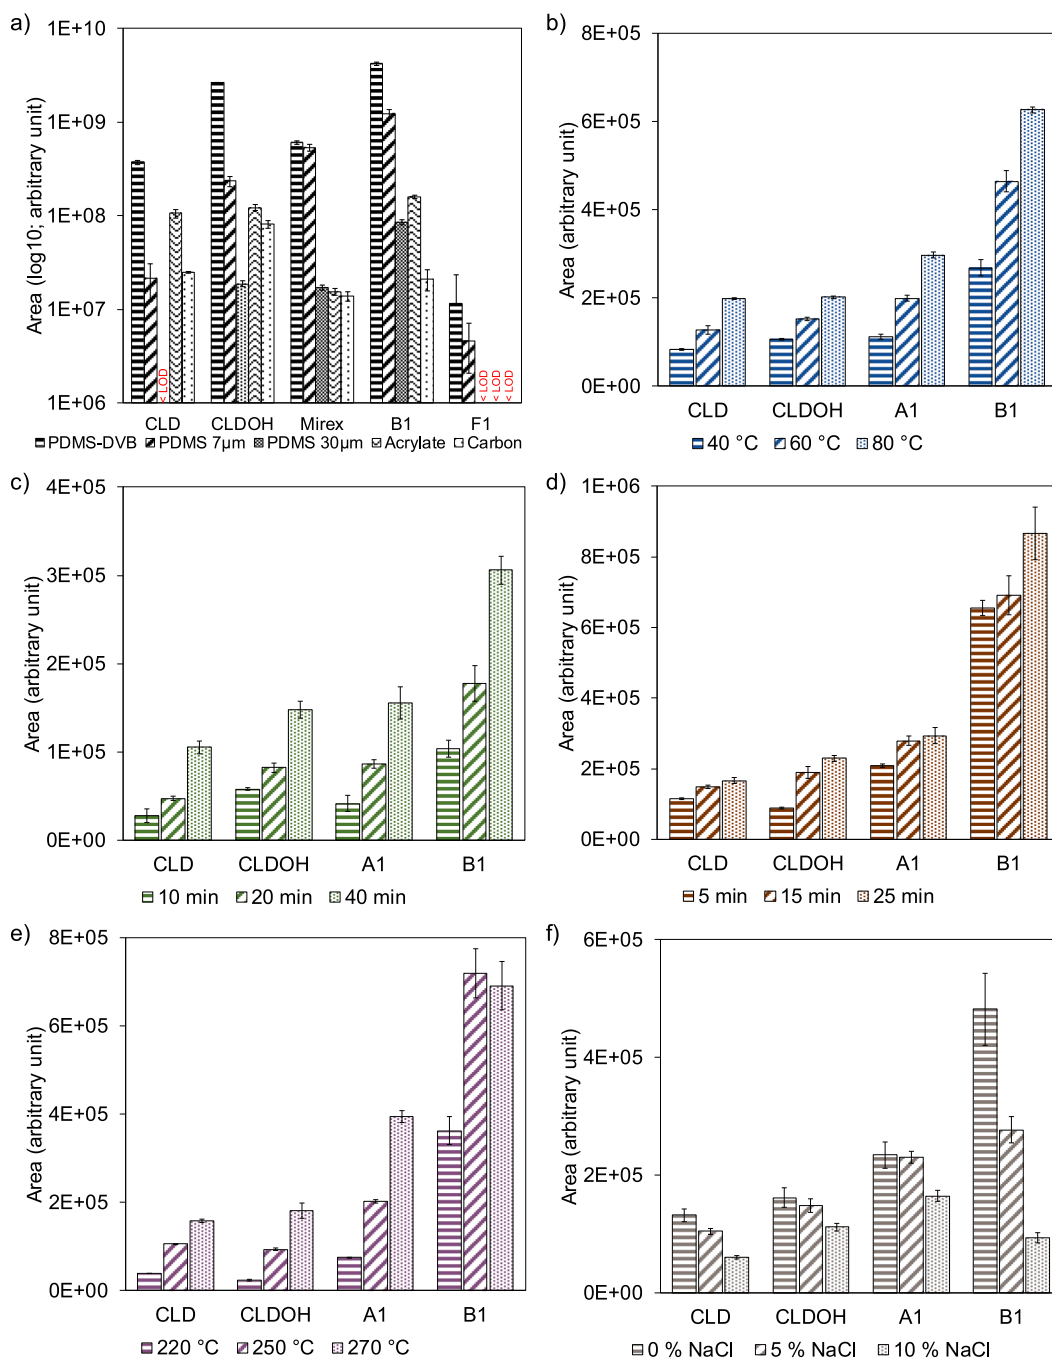 a)
1E+10
1E+09
1E+08
1E+07
1E+06
Area (log10; arbitrary unit)
< LOD
< LOD
< LOD
< LOD
CLD CLDOH Mirex B1 F1
PDMS-DVB PDMS 7µm PDMS 30µm Acrylate Carbon
b)
8E+05
6E+05
4E+05
2E+05
0E+00
Area (arbitrary unit)
CLD CLDOH A1 B1
40 °C 60 °C 80 °C
c)
4E+05
3E+05
2E+05
1E+05
0E+00
Area (arbitrary unit)
CLD CLDOH A1 B1
10 min 20 min 40 min
d)
1E+06
8E+05
6E+05
4E+05
2E+05
0E+00
Area (arbitrary unit)
CLD CLDOH A1 B1
5 min 15 min 25 min
e)
8E+05
6E+05
4E+05
2E+05
0E+00
Area (arbitrary unit)
CLD CLDOH A1 B1
220 °C 250 °C 270 °C
f)
6E+05
4E+05
2E+05
0E+00
Area (arbitrary unit)
CLD CLDOH A1 B1
0 % NaCl 5 % NaCl 10 % NaCl